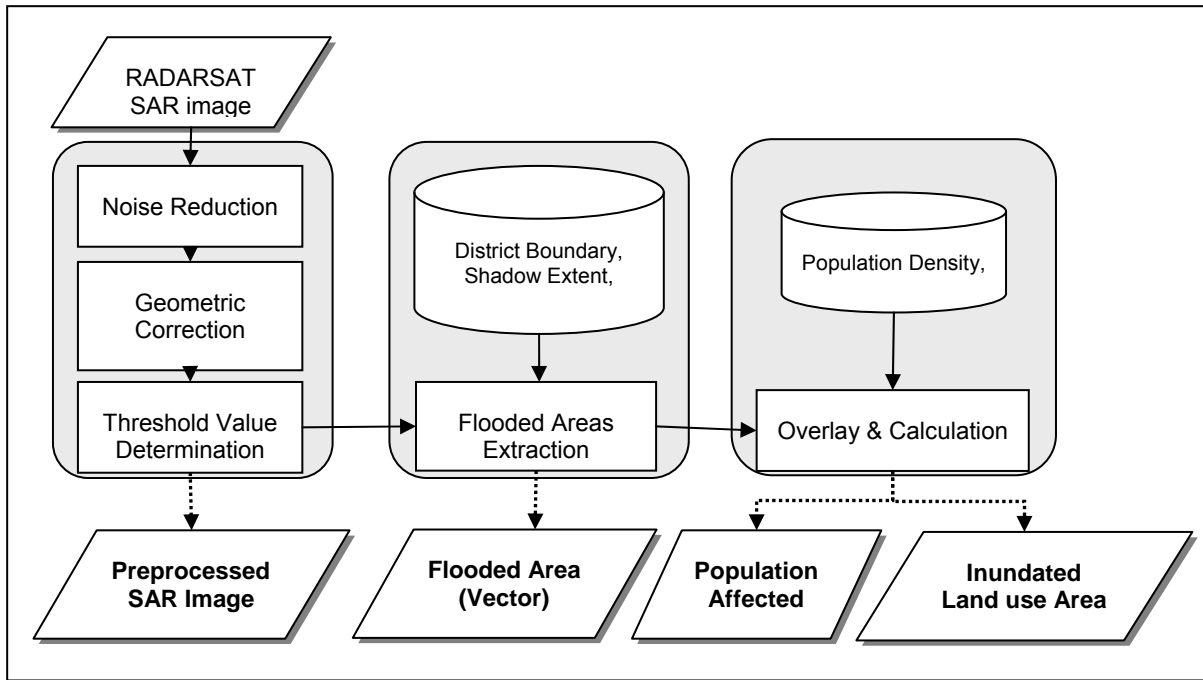 RADARSAT
SAR image
Noise Reduction
Geometric
Correction
Threshold Value
Determination
District Boundary,
Shadow Extent,
Flooded Areas
Extraction
Population Density,
Overlay & Calculation
Preprocessed
SAR Image
Flooded Area
(Vector)
Population
Affected
Inundated
Land use Area